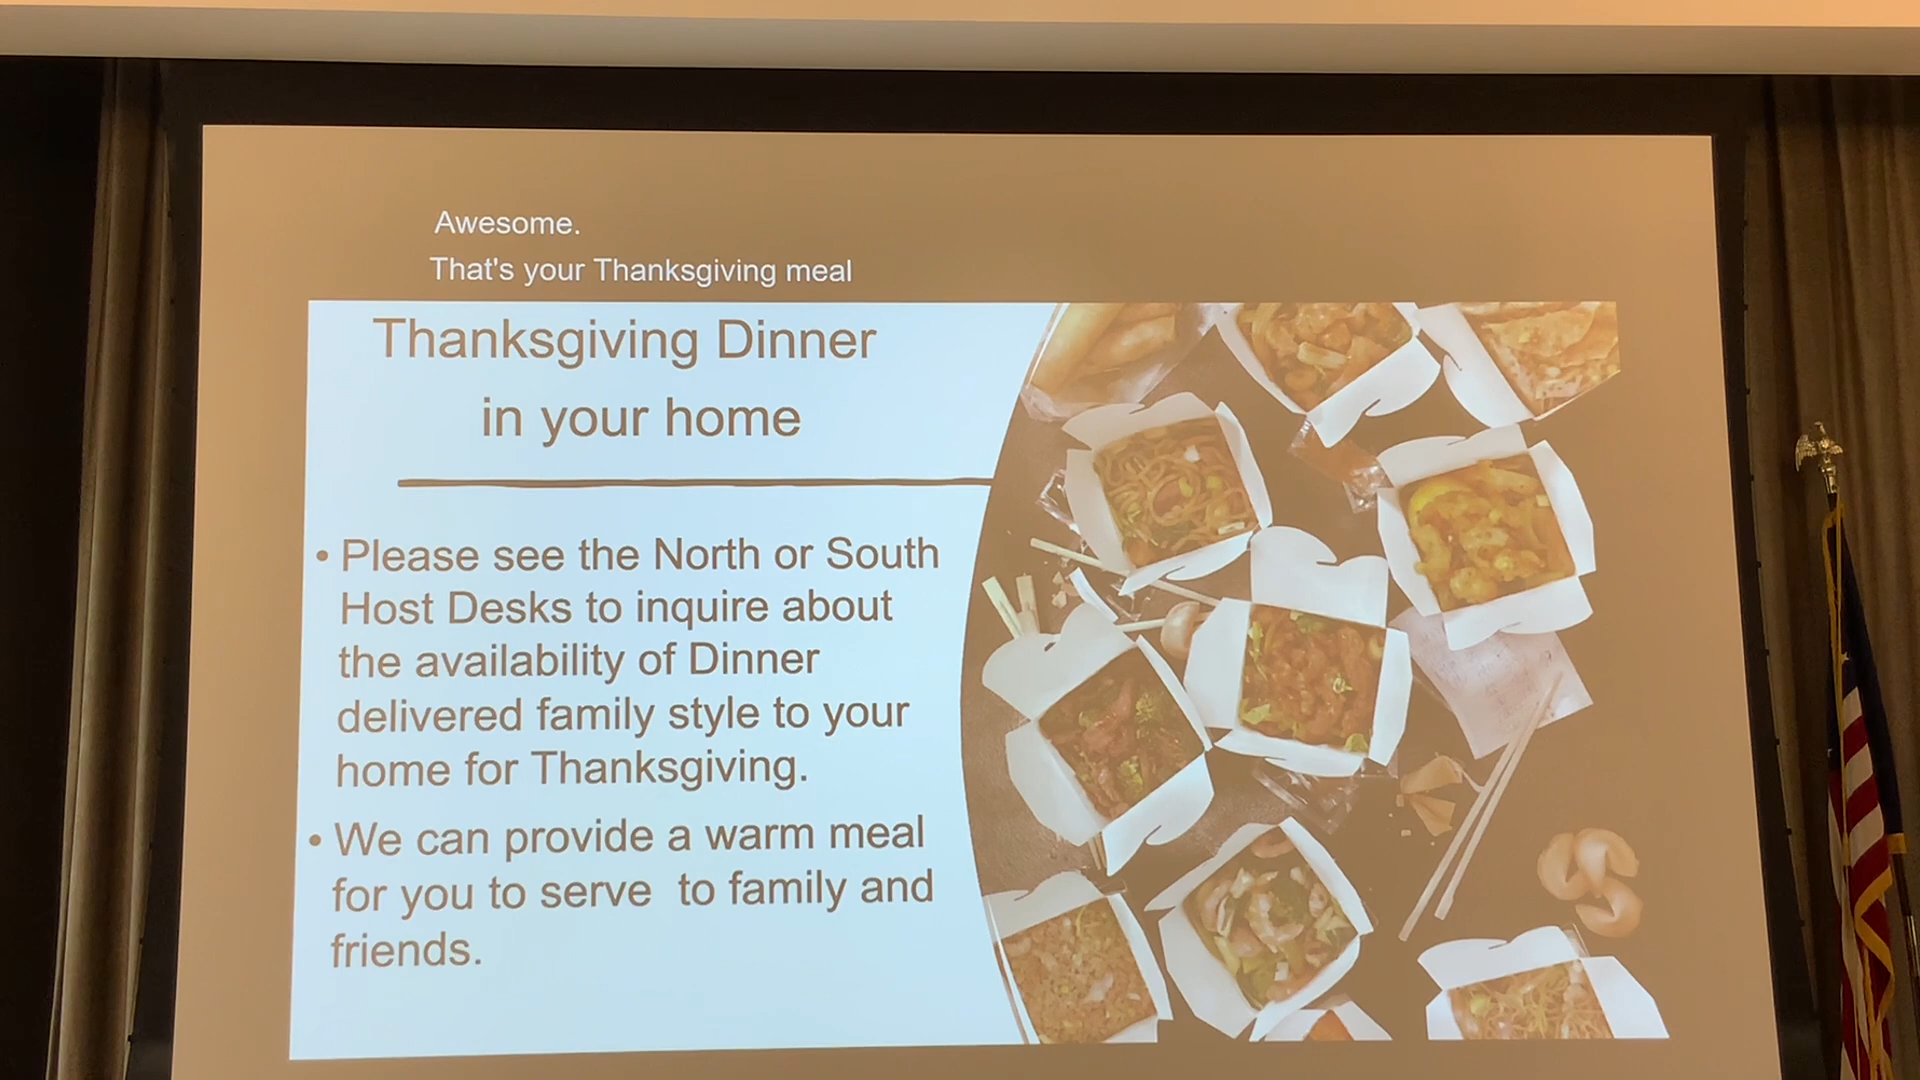 Awesome.
That's your Thanksgiving meal
Thanksgiving Dinner
in your home
• Please see the North or South
Host Desks to inquire about
the availability of Dinner
delivered family style to your
home for Thanksgiving.
• We can provide a warm meal
for you to serve  to family and
friends.